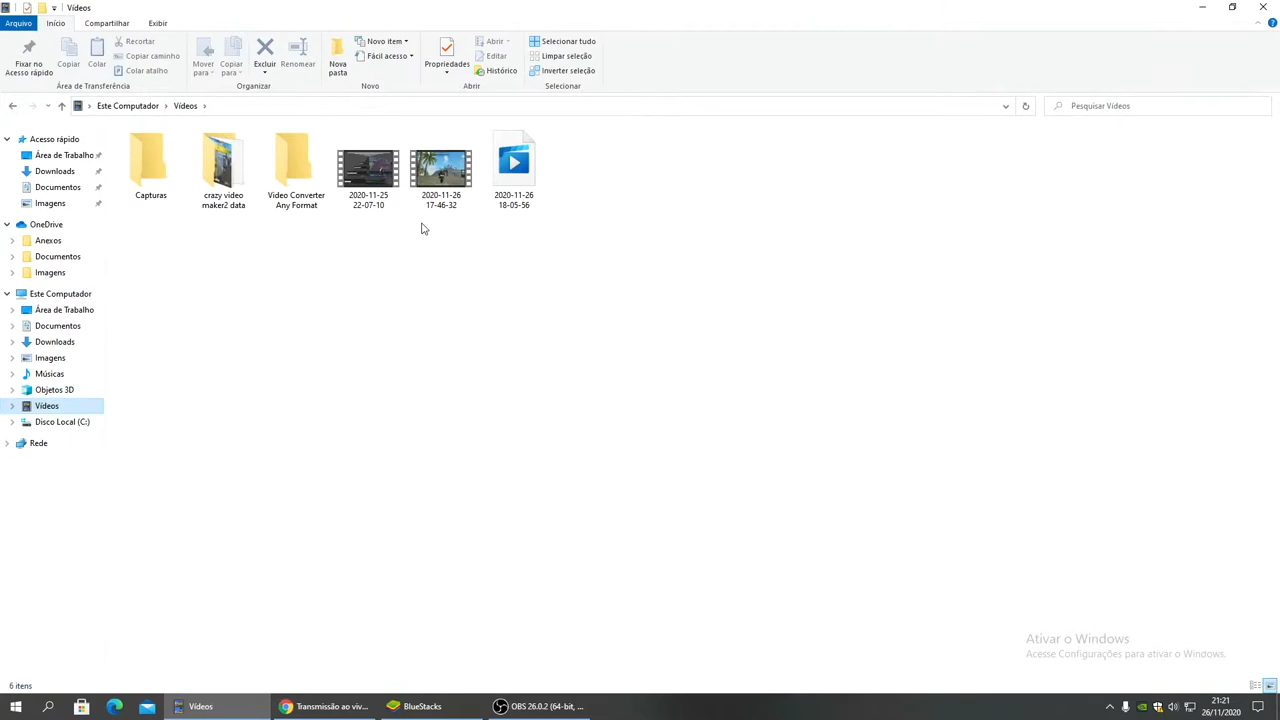 Vídeos
Arquivo Início Compartilhar Exibir
Fixar no Acesso rápido
Copiar
Colar
Recortar
Copiar caminho
Colar atalho
Mover para
Copiar para
Excluir
Renomear
Nova pasta
Novo item
Fácil acesso
Propriedades
Abrir
Editar
Histórico
Selecionar tudo
Limpar seleção
Inverter seleção
Área de Transferência Organizar Novo Abrir Selecionar
Este Computador Vídeos
Pesquisar Vídeos
Acesso rápido
Área de Trabalho
Downloads
Documentos
Imagens
OneDrive
Anexos
Documentos
Imagens
Este Computador
Área de Trabalho
Documentos
Downloads
Imagens
Músicas
Objetos 3D
Vídeos
Disco Local (C:)
Rede
Capturas
crazy video
maker2 data
Video Converter
Any Format
2020-11-25
22-07-10
2020-11-26
17-46-32
2020-11-26
18-05-56
Ativar o Windows
Acesse Configurações para ativar o Windows.
6 itens
Vídeos
Transmissão ao viv...
BlueStacks
OBS 26.0.2 (64-bit, ...
21:21
26/11/2020